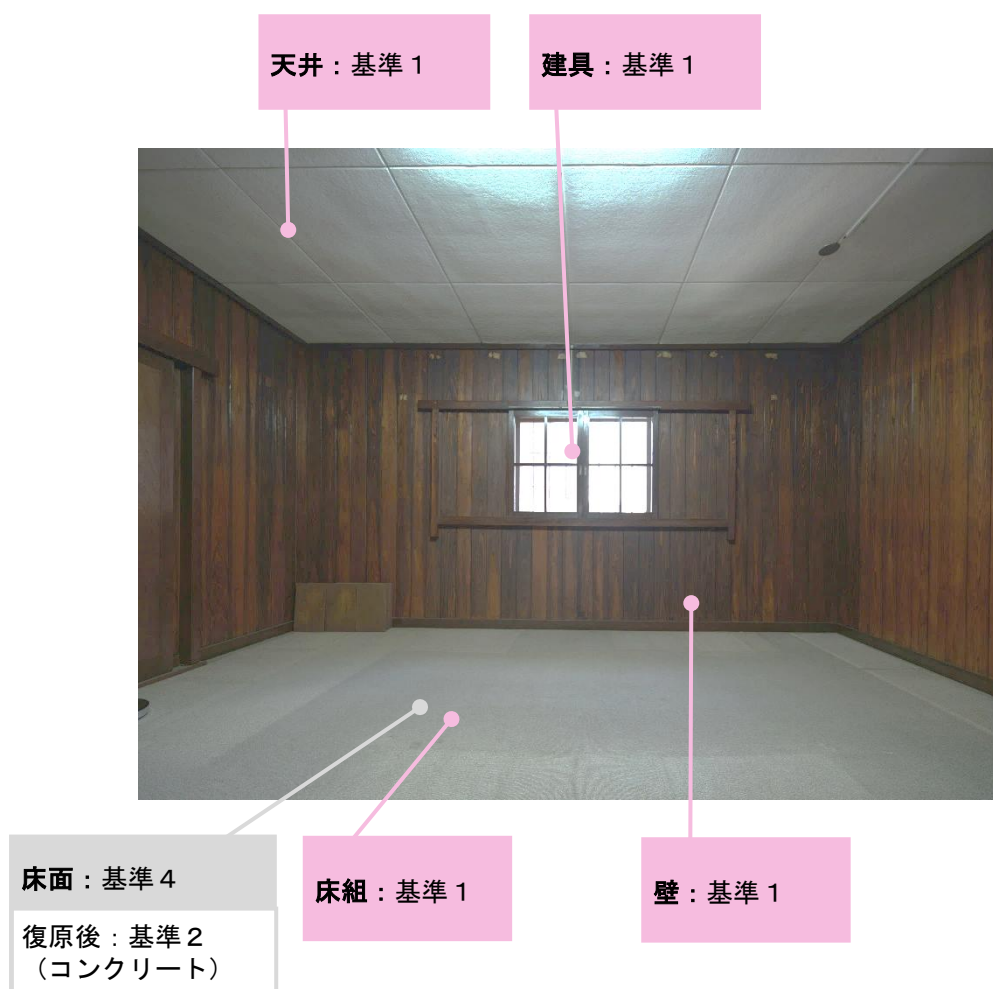 天井：基準１
建具：基準１
床面：基準４
復原後：基準２
（コンクリート）
床組：基準１
壁：基準１